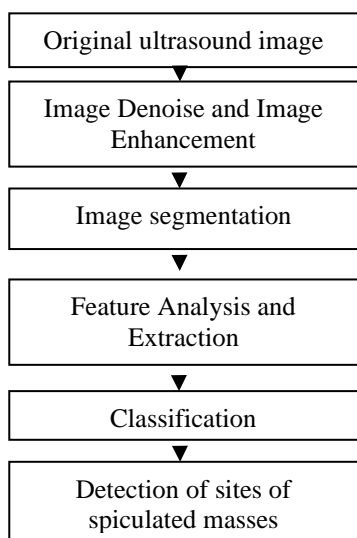 Original ultrasound image
Image Denoise and Image
Enhancement
Image segmentation
Feature Analysis and
Extraction
Classification
Detection of sites of
spiculated masses